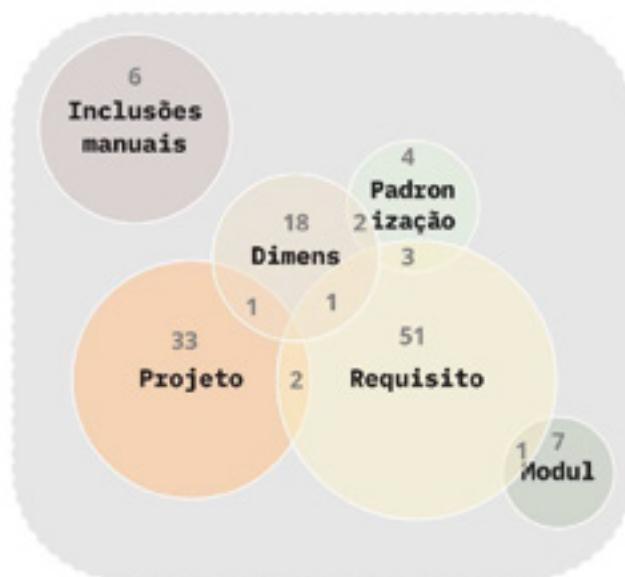 6
Inclusões
manuais
4
Padron
ização
18
2
Dimens
3
1
1
33
51
Projeto
2
Requisito
7
1
Modul